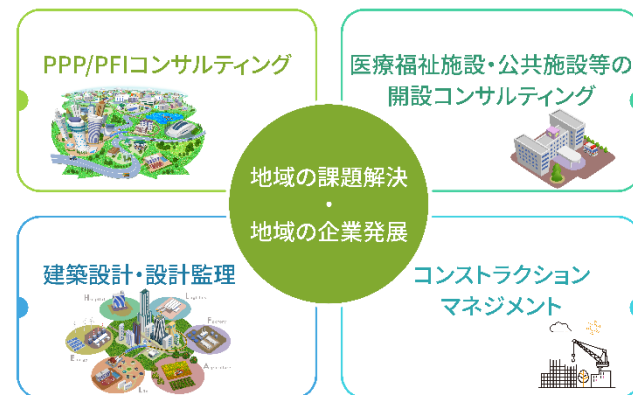 PPP/PFIコンサルティング
医療福祉施設・公共施設等の
開設コンサルティング
地域の課題解決
・
地域の企業発展
建築設計・設計監理
コンストラクション
マネジメント